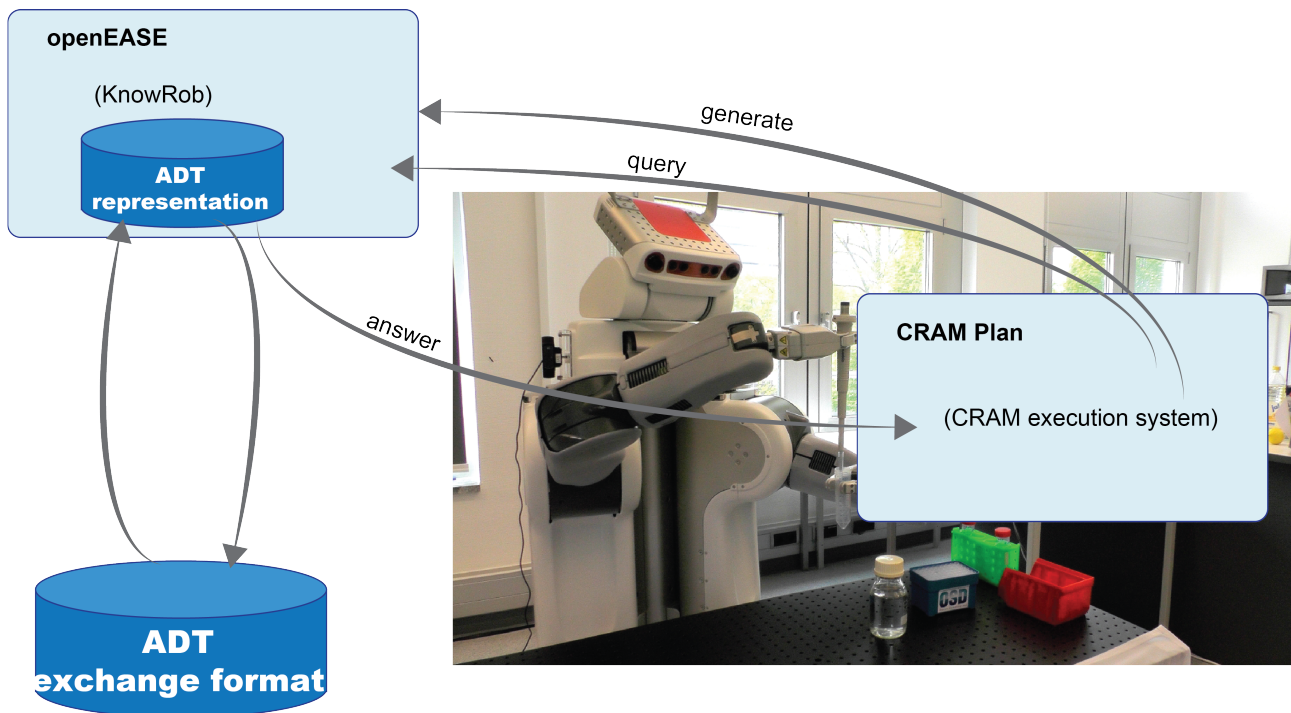 openEASE
(KnowRob)
ADT
representation
generate
query
answer
CRAM Plan
(CRAM execution system)
OSD
ADT
exchange format